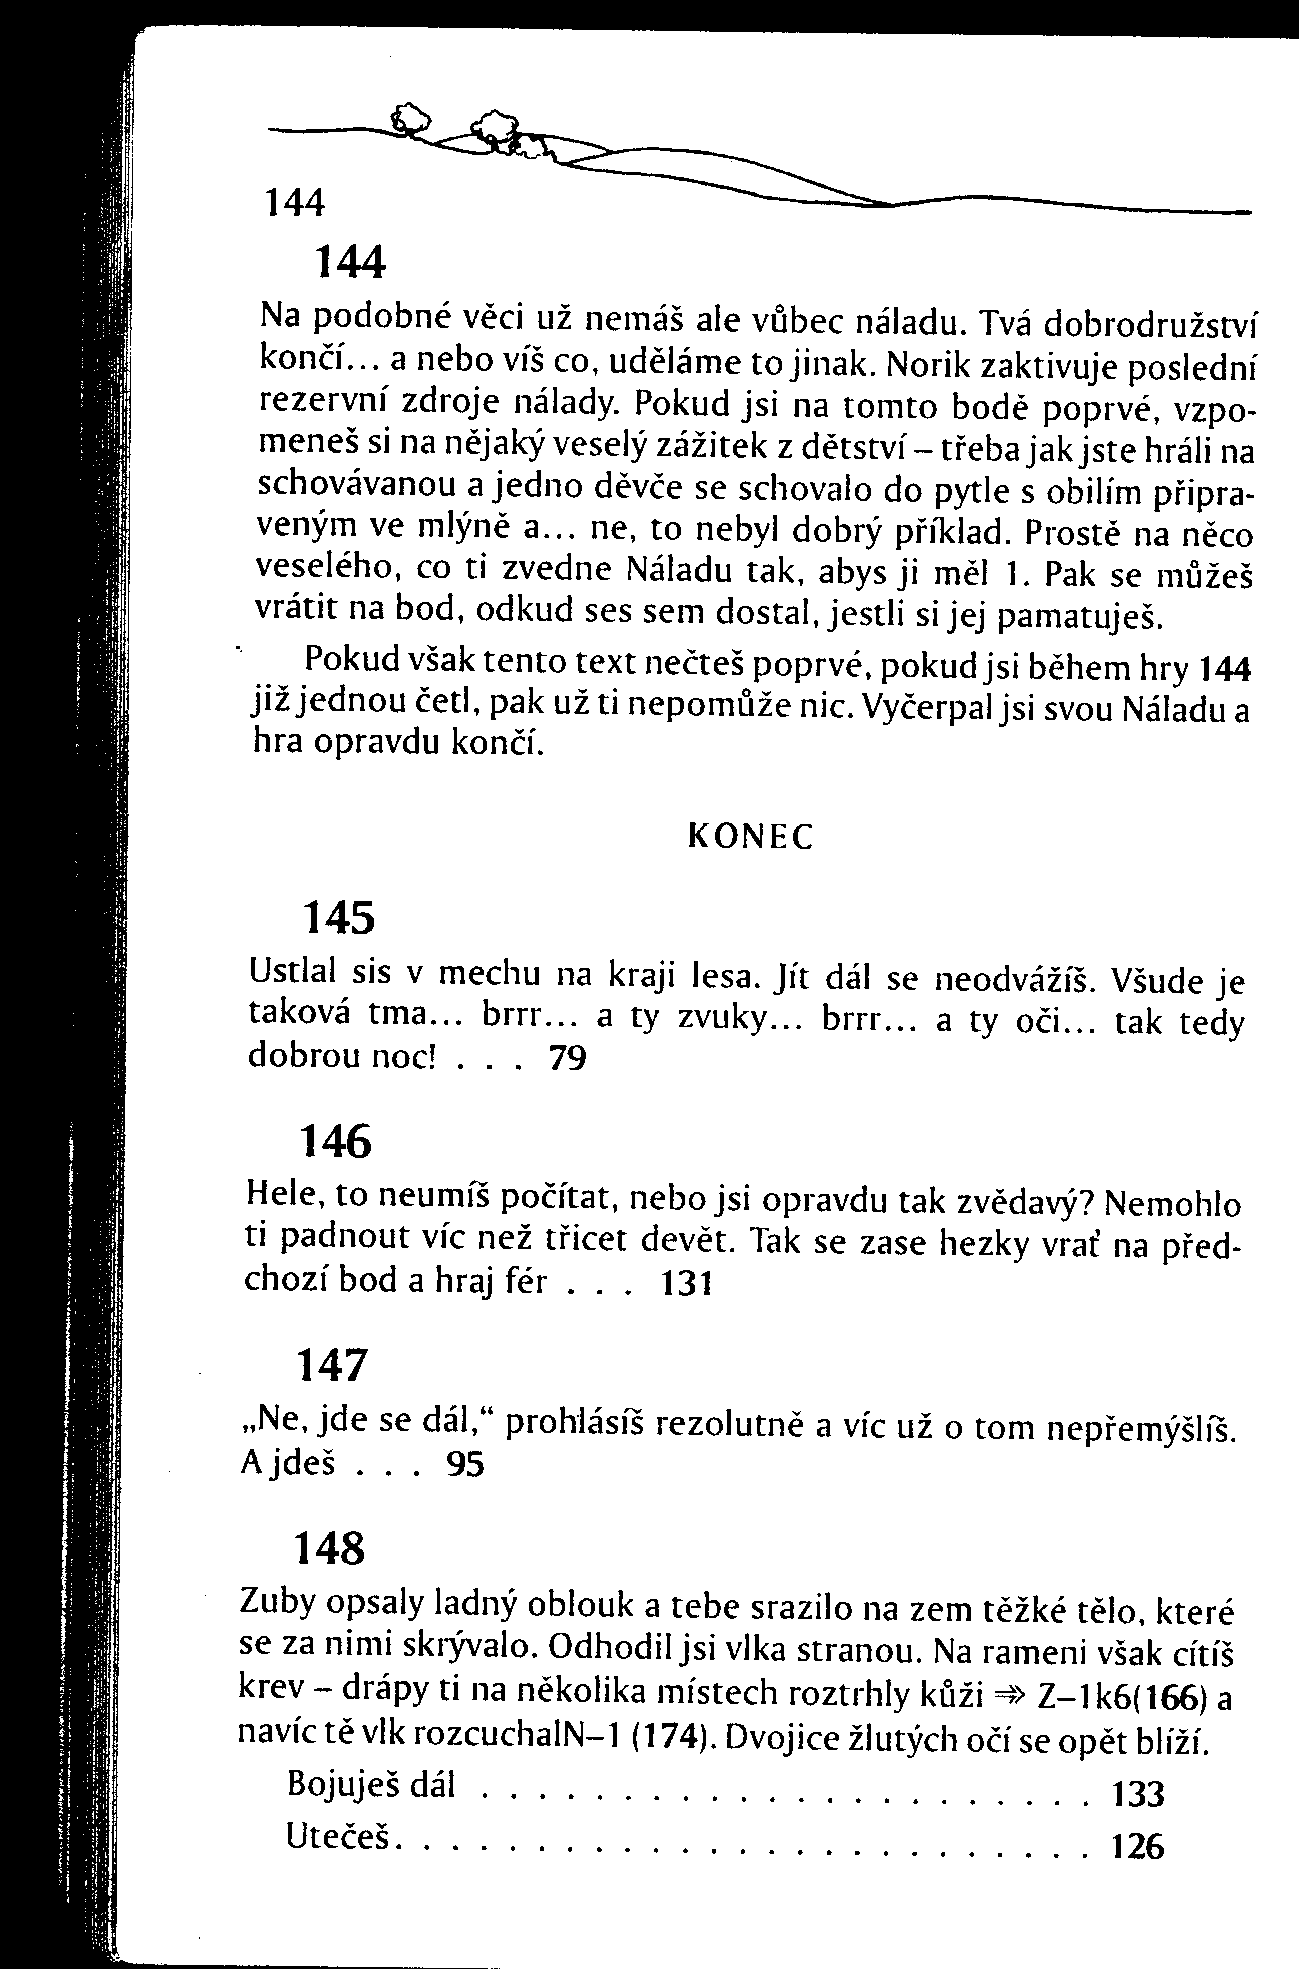 144
144
Na podobné věci už nemáš ale vůbec náladu. Tvá dobrodružství
končí... a nebo víš co, uděláme to jinak. Norik zaktivuje poslední
rezervní zdroje nálady. Pokud jsi na tomto bodě poprvé, vzpo-
meneš si na nějaký veselý zážitek z dětství – třeba jak jste hráli na
schovávanou a jedno děvče se schovalo do pytle s obilím připra-
veným ve mlýně a... ne, to nebyl dobrý příklad. Prostě na něco
veselého, co ti zvedne Náladu tak, abys ji měl 1. Pak se můžeš
vrátit na bod, odkud ses sem dostal, jestli si jej pamatuješ.
Pokud však tento text nečteš poprvé, pokud jsi během hry 144
již jednou četl, pak už ti nepomůže nic. Vyčerpal jsi svou Náladu a
hra opravdu končí.
KONEC
145
Ustlal sis v mechu na kraji lesa. Jít dál se neodvážíš. Všude je
taková tma... brrr... a ty zvuky... brrr... a ty oči... tak tedy
dobrou noc! . . . 79
146
Hele, to neumíš počítat, nebo jsi opravdu tak zvědavý? Nemohlo
ti padnout víc než třicet devět. Tak se zase hezky vrať na před-
chozí bod a hraj fér . . . 131
147
„Ne, jde se dál,“ prohlásíš rezolutně a víc už o tom nepřemýšlíš.
A jdeš . . . 95
148
Zuby opsaly ladný oblouk a tebe srazilo na zem těžké tělo, které
se za nimi skrývalo. Odhodil jsi vlka stranou. Na rameni však cítíš
krev – drápy ti na několika místech roztrhly kůži ⇒ Z–1k6(166) a
navíc tě vlk rozcuchalN–1 (174). Dvojice žlutých očí se opět blíží.
Bojuješ dál . . . . . . . . . . . . . . . . . . . . . . 133
Utečeš. . . . . . . . . . . . . . . . . . . . . . . . . 126